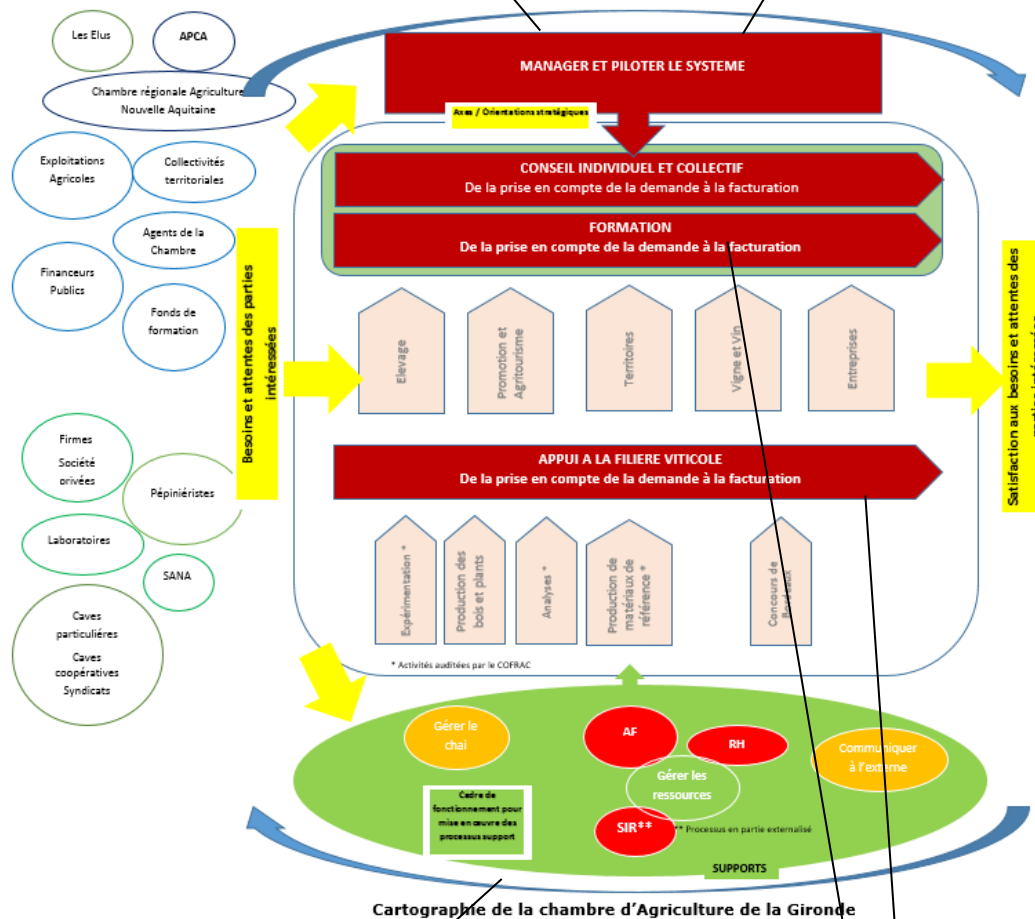 Les Elus
APCA
Chambre régionale Agriculture
Nouvelle Aquitaine
Exploitations
Agricoles
Collectivités
territoriales
Agents de la
Chambre
Financeurs
Publics
Fonds de
formation
Firmes
Société
privées
Pépiniéristes
Laboratoires
SANA
Caves
particulières
Caves
coopératives
Syndicats
Besoins et attentes des parties
intéressées
MANAGER ET PILOTER LE SYSTEME
Axes / Orientations stratégiques
CONSEIL INDIVIDUEL ET COLLECTIF
De la prise en compte de la demande à la facturation
FORMATION
De la prise en compte de la demande à la facturation
Elevage
Promotion et
Agritourisme
Territoires
Vigne et Vin
Entreprises
APPUI A LA FILIERE VITICOLE
De la prise en compte de la demande à la facturation
Expérimentation *
Production des
bois et plants
Analyses *
Production de
matériaux de
référence *
Concours de
Bordeaux
* Activités auditées par le COFRAC
Gérer le
chai
AF
RH
Gérer les
ressources
SIR**
** Processus en partie externalisé
Communiquer
à l'externe
Cadre de
fonctionnement pour
mise en œuvre des
processus support
SUPPORTS
Satisfaction aux besoins et attentes des
Cartographie de la chambre d'Agriculture de la Gironde